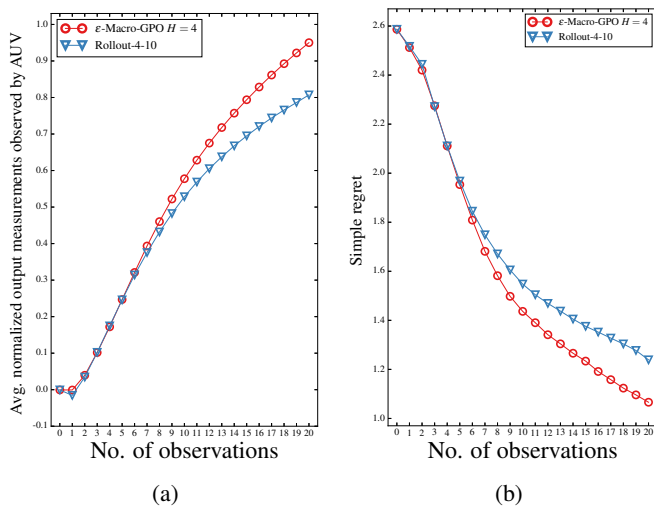 Avg. normalized output measurements observed by AUV
1.0
0.9
0.8
0.7
0.6
0.5
0.4
0.3
0.2
0.1
0.0
-0.1
ε-Macro-GPO H = 4
Rollout-4-10
0 1 2 3 4 5 6 7 8 9 10 11 12 13 14 15 16 17 18 19 20
No. of observations
(a)
Simple regret
2.6
2.4
2.2
2.0
1.8
1.6
1.4
1.2
1.0
ε-Macro-GPO H = 4
Rollout-4-10
0 1 2 3 4 5 6 7 8 9 10 11 12 13 14 15 16 17 18 19 20
No. of observations
(b)